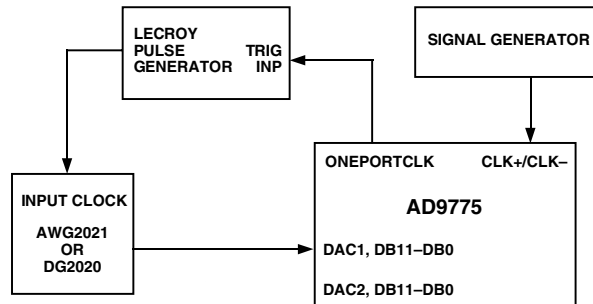 LECROY
PULSE TRIG
GENERATOR INP
SIGNAL GENERATOR
ONEPORTCLK CLK+/CLK–
AD9775
INPUT CLOCK
AWG2021
OR
DG2020
DAC1, DB11–DB0
DAC2, DB11–DB0